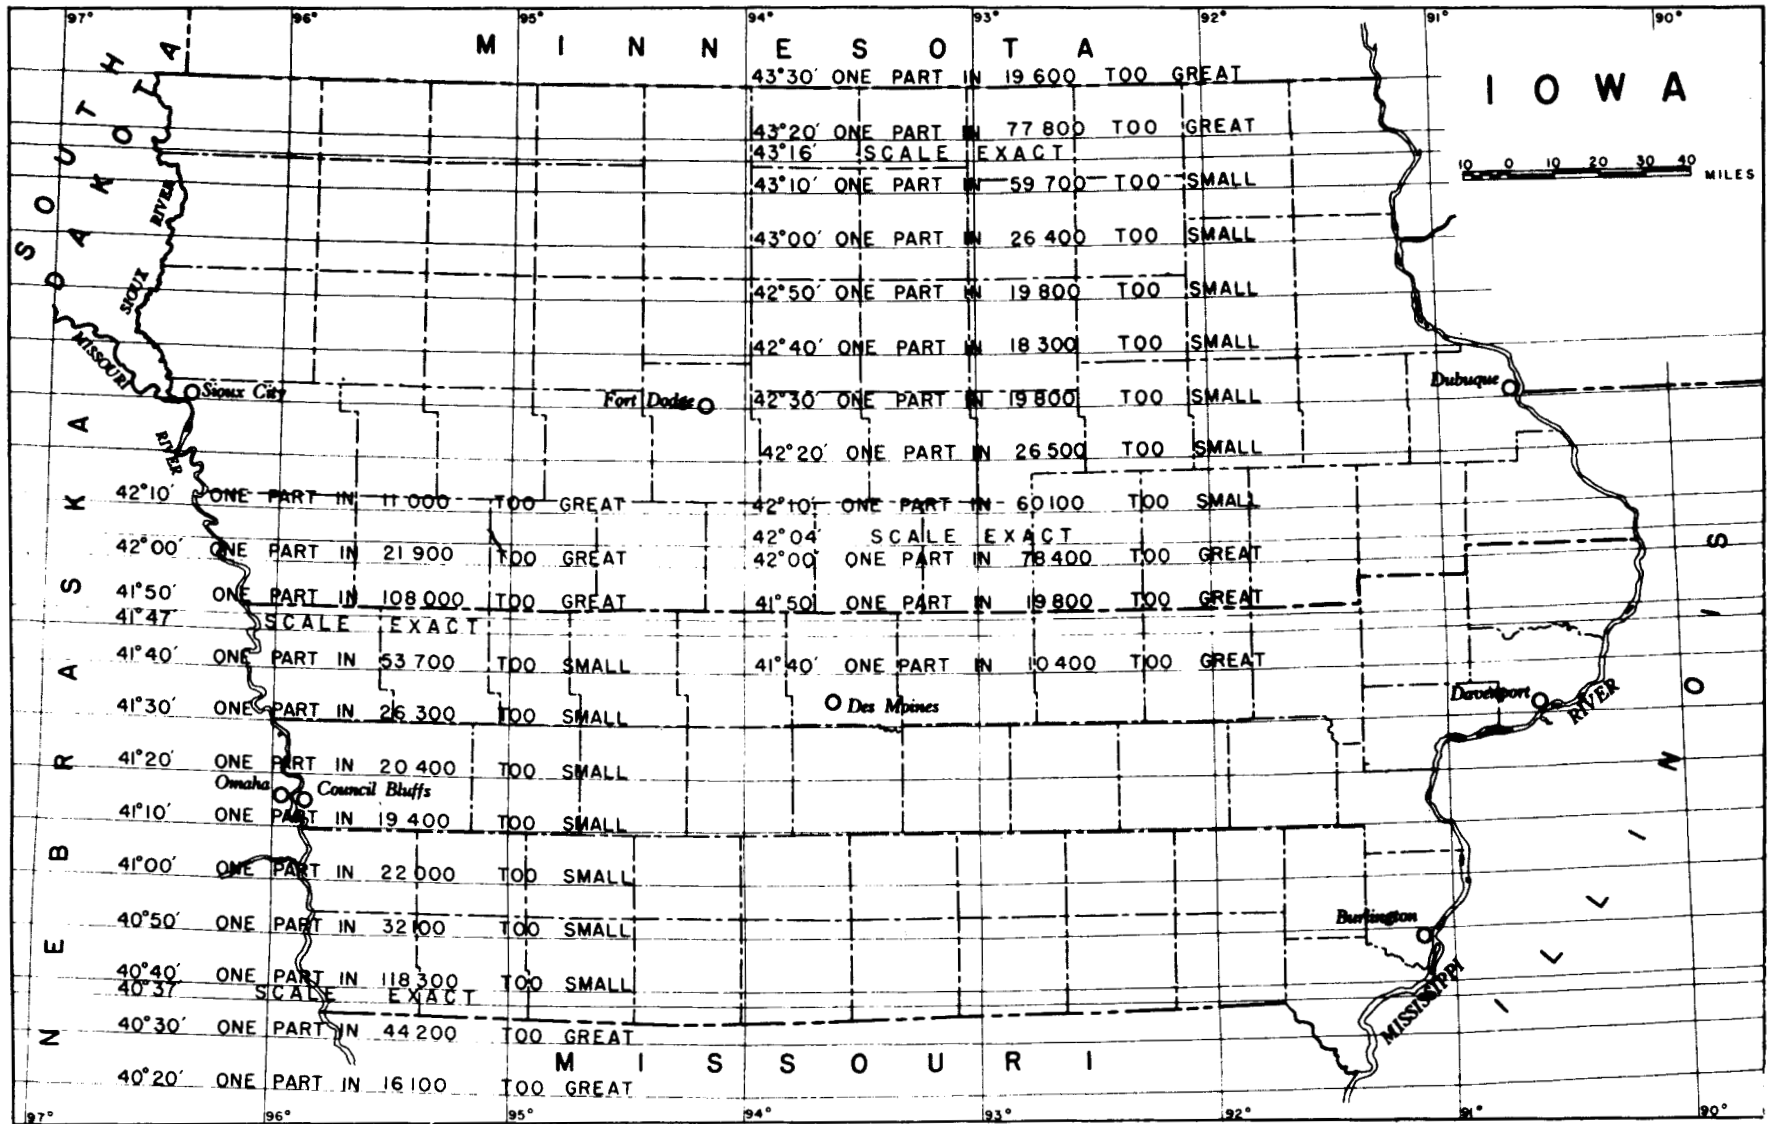 97° 96° 95° 94° 93° 92° 91° 90°
MINNESOTA
IOWA
SOUTH
DAKOTA
43°30′ ONE PART IN 19 600 TOO GREAT
43°20′ ONE PART IN 77 800 TOO GREAT
43°16′ SCALE EXACT
43°10′ ONE PART IN 59 700 TOO SMALL
43°00′ ONE PART IN 26 400 TOO SMALL
42°50′ ONE PART IN 19 800 TOO SMALL
42°40′ ONE PART IN 18 300 TOO SMALL
42°30′ ONE PART IN 19 800 TOO SMALL
42°20′ ONE PART IN 26 500 TOO SMALL
42°10′ ONE PART IN 60 100 TOO SMALL
42°04′ SCALE EXACT
42°00′ ONE PART IN 78 400 TOO GREAT
41°50′ ONE PART IN 19 800 TOO GREAT
41°40′ ONE PART IN 10 400 TOO GREAT
10 0 10 20 30 40
MILES
SIOUX RIVER
MISSOURI RIVER
Sioux City
Fort Dodge
Dubuque
NEBRASKA
42°10′ ONE PART IN 11 000 TOO GREAT
42°00′ ONE PART IN 21 900 TOO GREAT
41°50′ ONE PART IN 108 000 TOO GREAT
41°47′ SCALE EXACT
41°40′ ONE PART IN 53 700 TOO SMALL
41°30′ ONE PART IN 26 300 TOO SMALL
41°20′ ONE PART IN 20 400 TOO SMALL
41°10′ ONE PART IN 19 400 TOO SMALL
41°00′ ONE PART IN 22 000 TOO SMALL
40°50′ ONE PART IN 32 100 TOO SMALL
40°40′ ONE PART IN 118 300 TOO SMALL
40°37′ SCALE EXACT
40°30′ ONE PART IN 44 200 TOO GREAT
40°20′ ONE PART IN 16 100 TOO GREAT
Des Moines
Davenport
Omaha
Council Bluffs
Burlington
MISSISSIPPI RIVER
ILLINOIS
MISSOURI
97° 96° 95° 94° 93° 92° 91° 90°